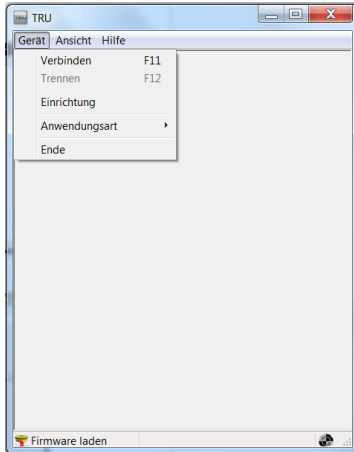 TRU
Gerät Ansicht Hilfe
Verbinden F11
Trennen F12
Einrichtung
Anwendungsart
Ende
Firmware laden